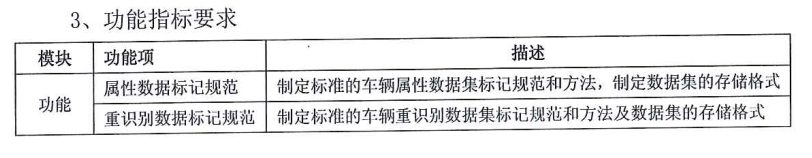 3、功能指标要求
模块 功能项 描述
功能 属性数据标记规范 制定标准的车辆属性数据集标记规范和方法，制定数据集的存储格式
重识别数据标记规范 制定标准的车辆重识别数据集标记规范和方法及数据集的存储格式